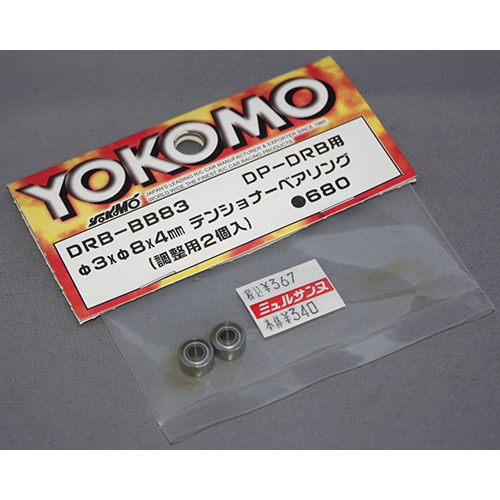 YOKOMO
JAPAN'S LEADING R/C CAR MANUFACTURER & EXPORTER SINCE 1965
WORLD WIDE THE FINEST R/C CAR RACING PRODUCTS
YOKOMO
DRB-BB83 DP-DRB用
Φ3xΦ8x4mm テンショナーベアリング
(調整用2個入) ●680
税込¥367
ミュルサンヌ
本体¥340